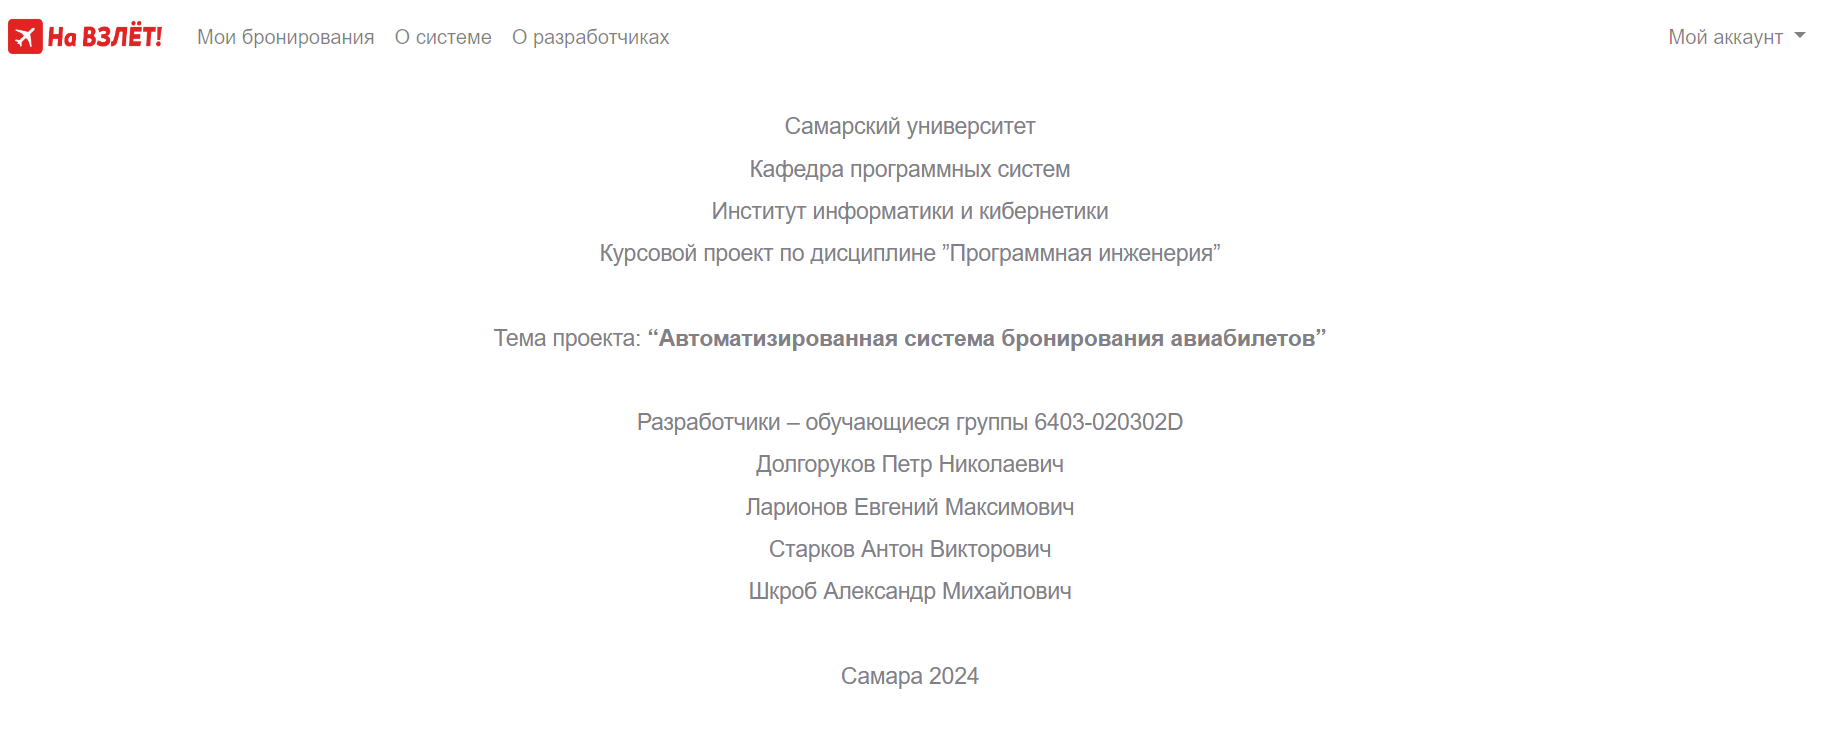 На ВЗЛЁТ! Мои бронирования О системе О разработчиках Мой аккаунт
Самарский университет
Кафедра программных систем
Институт информатики и кибернетики
Курсовой проект по дисциплине ”Программная инженерия”
Тема проекта: “Автоматизированная система бронирования авиабилетов”
Разработчики – обучающиеся группы 6403-020302D
Долгоруков Петр Николаевич
Ларионов Евгений Максимович
Старков Антон Викторович
Шкроб Александр Михайлович
Самара 2024